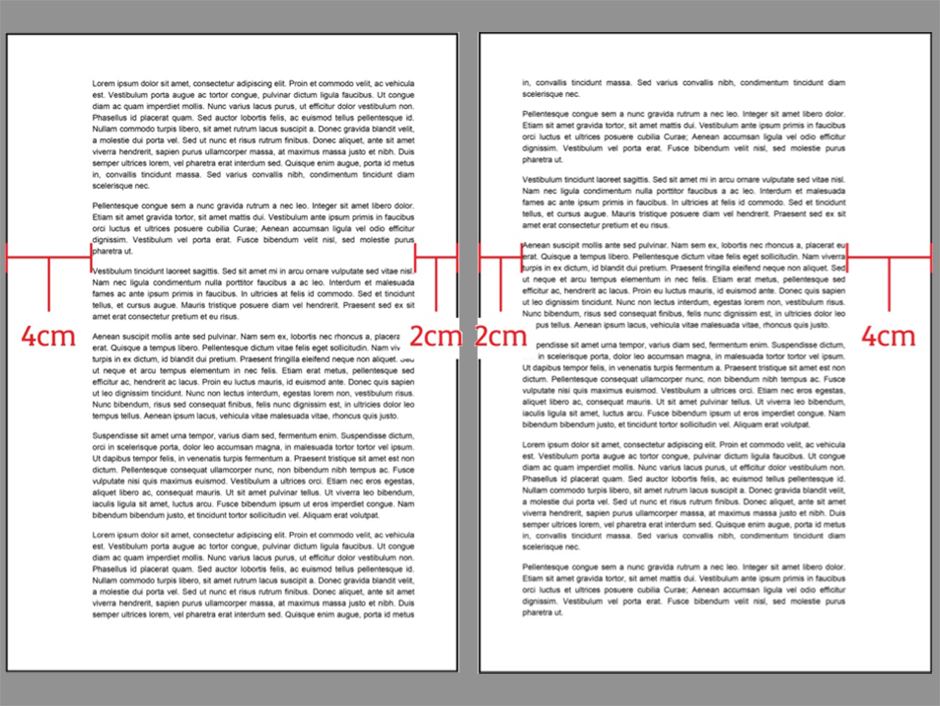 Lorem ipsum dolor sit amet, consectetur adipiscing elit. Proin et commodo velit, ac vehicula
est. Vestibulum porta augue ac tortor congue, pulvinar dictum ligula faucibus. Ut congue
diam ac quam imperdiet mollis. Nunc varius lacus purus, ut efficitur dolor vestibulum non.
Phasellus id placerat quam. Sed auctor lobortis felis, ac euismod tellus pellentesque id.
Nullam commodo turpis libero, sit amet rutrum lacus suscipit a. Donec gravida blandit velit,
a molestie dui porta vel. Sed ut nunc et risus rutrum finibus. Donec aliquet, ante sit amet
viverra hendrerit, sapien purus ullamcorper massa, at maximus massa justo et nibh. Duis
semper ultrices lorem, vel pharetra erat interdum sed. Quisque enim augue, porta id metus
in, convallis tincidunt massa. Sed varius convallis nibh, condimentum tincidunt diam
scelerisque nec.
Pellentesque congue sem a nunc gravida rutrum a nec leo. Integer sit amet libero dolor.
Etiam sit amet gravida tortor, sit amet mattis dui. Vestibulum ante ipsum primis in faucibus
orci luctus et ultrices posuere cubilia Curae; Aenean accumsan ligula vel odio efficitur
dignissim. Vestibulum vel porta erat. Fusce bibendum velit nisl, sed molestie purus
pharetra ut.
Vestibulum tincidunt laoreet sagittis. Sed sit amet mi in arcu ornare vulputate sed vitae nisl.
Nam nec ligula condimentum nulla porttitor faucibus a ac leo. Interdum et malesuada
fames ac ante ipsum primis in faucibus. In ultricies at felis id commodo. Sed et tincidunt
tellus, et cursus augue. Mauris tristique posuere diam vel hendrerit. Praesent sed ex sit
amet erat consectetur pretium et eu risus.
Aenean suscipit mollis ante sed pulvinar. Nam sem ex, lobortis nec rhoncus a, placerat
erat. Quisque a tempus libero. Pellentesque dictum vitae felis eget sollicitudin. Nam
turpis in ex dictum, id blandit dui pretium. Praesent fringilla eleifend neque non aliquet.
ut neque et arcu tempus elementum in nec felis. Etiam erat metus, pellentesque sed
efficitur ac, hendrerit ac lacus. Proin eu luctus mauris, id euismod ante. Donec quis sapien
ut leo dignissim tincidunt. Nunc non lectus interdum, egestas lorem non, vestibulum risus.
Nunc bibendum, risus sed consequat finibus, felis nunc dignissim est, in ultricies dolor leo
tempus tellus. Aenean ipsum lacus, vehicula vitae malesuada vitae, rhoncus quis justo.
Suspendisse sit amet urna tempor, varius diam sed, fermentum enim. Suspendisse dictum,
orci in scelerisque porta, dolor leo accumsan magna, in malesuada tortor tortor vel ipsum.
Ut dapibus tempor felis, in venenatis turpis fermentum a. Praesent tristique sit amet est non
dictum. Pellentesque consequat ullamcorper nunc, non bibendum nibh tempus ac. Fusce
vulputate nisi quis maximus euismod. Vestibulum a ultrices orci. Etiam nec eros egestas,
aliquet libero ac, consequat mauris. Ut sit amet pulvinar tellus. Ut viverra leo bibendum,
iaculis ligula sit amet, luctus arcu. Fusce bibendum ipsum ut eros imperdiet congue. Nam
bibendum bibendum justo, et tincidunt tortor sollicitudin vel. Aliquam erat volutpat.
Lorem ipsum dolor sit amet, consectetur adipiscing elit. Proin et commodo velit, ac vehicula
est. Vestibulum porta augue ac tortor congue, pulvinar dictum ligula faucibus. Ut congue
diam ac quam imperdiet mollis. Nunc varius lacus purus, ut efficitur dolor vestibulum non.
Phasellus id placerat quam. Sed auctor lobortis felis, ac euismod tellus pellentesque id.
Nullam commodo turpis libero, sit amet rutrum lacus suscipit a. Donec gravida blandit velit,
a molestie dui porta vel. Sed ut nunc et risus rutrum finibus. Donec aliquet, ante sit amet
viverra hendrerit, sapien purus ullamcorper massa, at maximus massa justo et nibh. Duis
semper ultrices lorem, vel pharetra erat interdum sed. Quisque enim augue, porta id metus
4cm
2cm
in, convallis tincidunt massa. Sed varius convallis nibh, condimentum tincidunt diam
scelerisque nec.
Pellentesque congue sem a nunc gravida rutrum a nec leo. Integer sit amet libero dolor.
Etiam sit amet gravida tortor, sit amet mattis dui. Vestibulum ante ipsum primis in faucibus
orci luctus et ultrices posuere cubilia Curae; Aenean accumsan ligula vel odio efficitur
dignissim. Vestibulum vel porta erat. Fusce bibendum velit nisl, sed molestie purus
pharetra ut.
Vestibulum tincidunt laoreet sagittis. Sed sit amet mi in arcu ornare vulputate sed vitae nisl.
Nam nec ligula condimentum nulla porttitor faucibus a ac leo. Interdum et malesuada
fames ac ante ipsum primis in faucibus. In ultricies at felis id commodo. Sed et tincidunt
tellus, et cursus augue. Mauris tristique posuere diam vel hendrerit. Praesent sed ex sit
amet erat consectetur pretium et eu risus.
Aenean suscipit mollis ante sed pulvinar. Nam sem ex, lobortis nec rhoncus a, placerat eu
erat. Quisque a tempus libero. Pellentesque dictum vitae felis eget sollicitudin. Nam viverra
turpis in ex dictum, id blandit dui pretium. Praesent fringilla eleifend neque non aliquet. Sed
ut neque et arcu tempus elementum in nec felis. Etiam erat metus, pellentesque sed
efficitur ac, hendrerit ac lacus. Proin eu luctus mauris, id euismod ante. Donec quis sapien
ut leo dignissim tincidunt. Nunc non lectus interdum, egestas lorem non, vestibulum risus.
Nunc bibendum, risus sed consequat finibus, felis nunc dignissim est, in ultricies dolor leo
pus tellus. Aenean ipsum lacus, vehicula vitae malesuada vitae, rhoncus quis justo.
pendisse sit amet urna tempor, varius diam sed, fermentum enim. Suspendisse dictum,
in scelerisque porta, dolor leo accumsan magna, in malesuada tortor tortor vel ipsum.
Ut dapibus tempor felis, in venenatis turpis fermentum a. Praesent tristique sit amet est non
dictum. Pellentesque consequat ullamcorper nunc, non bibendum nibh tempus ac. Fusce
vulputate nisi quis maximus euismod. Vestibulum a ultrices orci. Etiam nec eros egestas,
aliquet libero ac, consequat mauris. Ut sit amet pulvinar tellus. Ut viverra leo bibendum,
iaculis ligula sit amet, luctus arcu. Fusce bibendum ipsum ut eros imperdiet congue. Nam
bibendum bibendum justo, et tincidunt tortor sollicitudin vel. Aliquam erat volutpat.
Lorem ipsum dolor sit amet, consectetur adipiscing elit. Proin et commodo velit, ac vehicula
est. Vestibulum porta augue ac tortor congue, pulvinar dictum ligula faucibus. Ut congue
diam ac quam imperdiet mollis. Nunc varius lacus purus, ut efficitur dolor vestibulum non.
Phasellus id placerat quam. Sed auctor lobortis felis, ac euismod tellus pellentesque id.
Nullam commodo turpis libero, sit amet rutrum lacus suscipit a. Donec gravida blandit velit,
a molestie dui porta vel. Sed ut nunc et risus rutrum finibus. Donec aliquet, ante sit amet
viverra hendrerit, sapien purus ullamcorper massa, at maximus massa justo et nibh. Duis
semper ultrices lorem, vel pharetra erat interdum sed. Quisque enim augue, porta id metus
in, convallis tincidunt massa. Sed varius convallis nibh, condimentum tincidunt diam
scelerisque nec.
Pellentesque congue sem a nunc gravida rutrum a nec leo. Integer sit amet libero dolor.
Etiam sit amet gravida tortor, sit amet mattis dui. Vestibulum ante ipsum primis in faucibus
orci luctus et ultrices posuere cubilia Curae; Aenean accumsan ligula vel odio efficitur
dignissim. Vestibulum vel porta erat. Fusce bibendum velit nisl, sed molestie purus
pharetra ut.
2cm
4cm